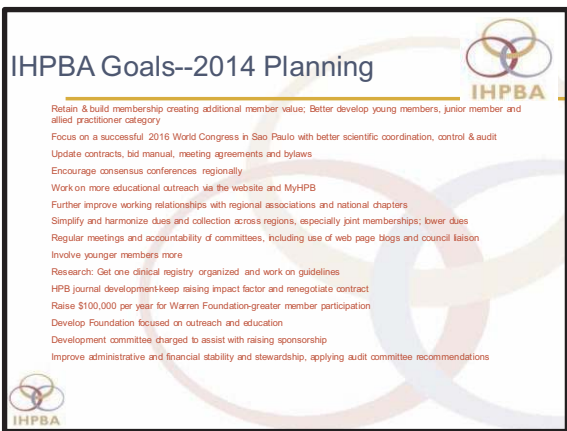 IHPBA Goals--2014 Planning
IHPBA
Retain & build membership creating additional member value; Better develop young members, junior member and
allied practitioner category
Focus on a successful 2016 World Congress in Sao Paulo with better scientific coordination, control & audit
Update contracts, bid manual, meeting agreements and bylaws
Encourage consensus conferences regionally
Work on more educational outreach via the website and MyHPB
Further improve working relationships with regional associations and national chapters
Simplify and harmonize dues and collection across regions, especially joint memberships; lower dues
Regular meetings and accountability of committees, including use of web page blogs and council liaison
Involve younger members more
Research: Get one clinical registry organized and work on guidelines
HPB journal development-keep raising impact factor and renegotiate contract
Raise $100,000 per year for Warren Foundation-greater member participation
Develop Foundation focused on outreach and education
Development committee charged to assist with raising sponsorship
Improve administrative and financial stability and stewardship, applying audit committee recommendations
IHPBA